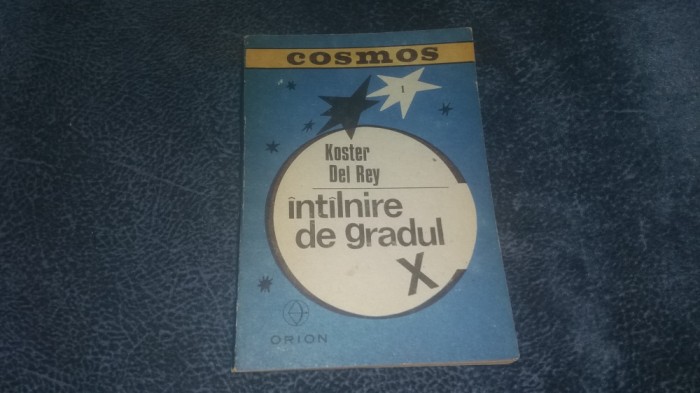 cosmos
1
Koster
Del Rey
întîlnire
de gradul
X
ORION